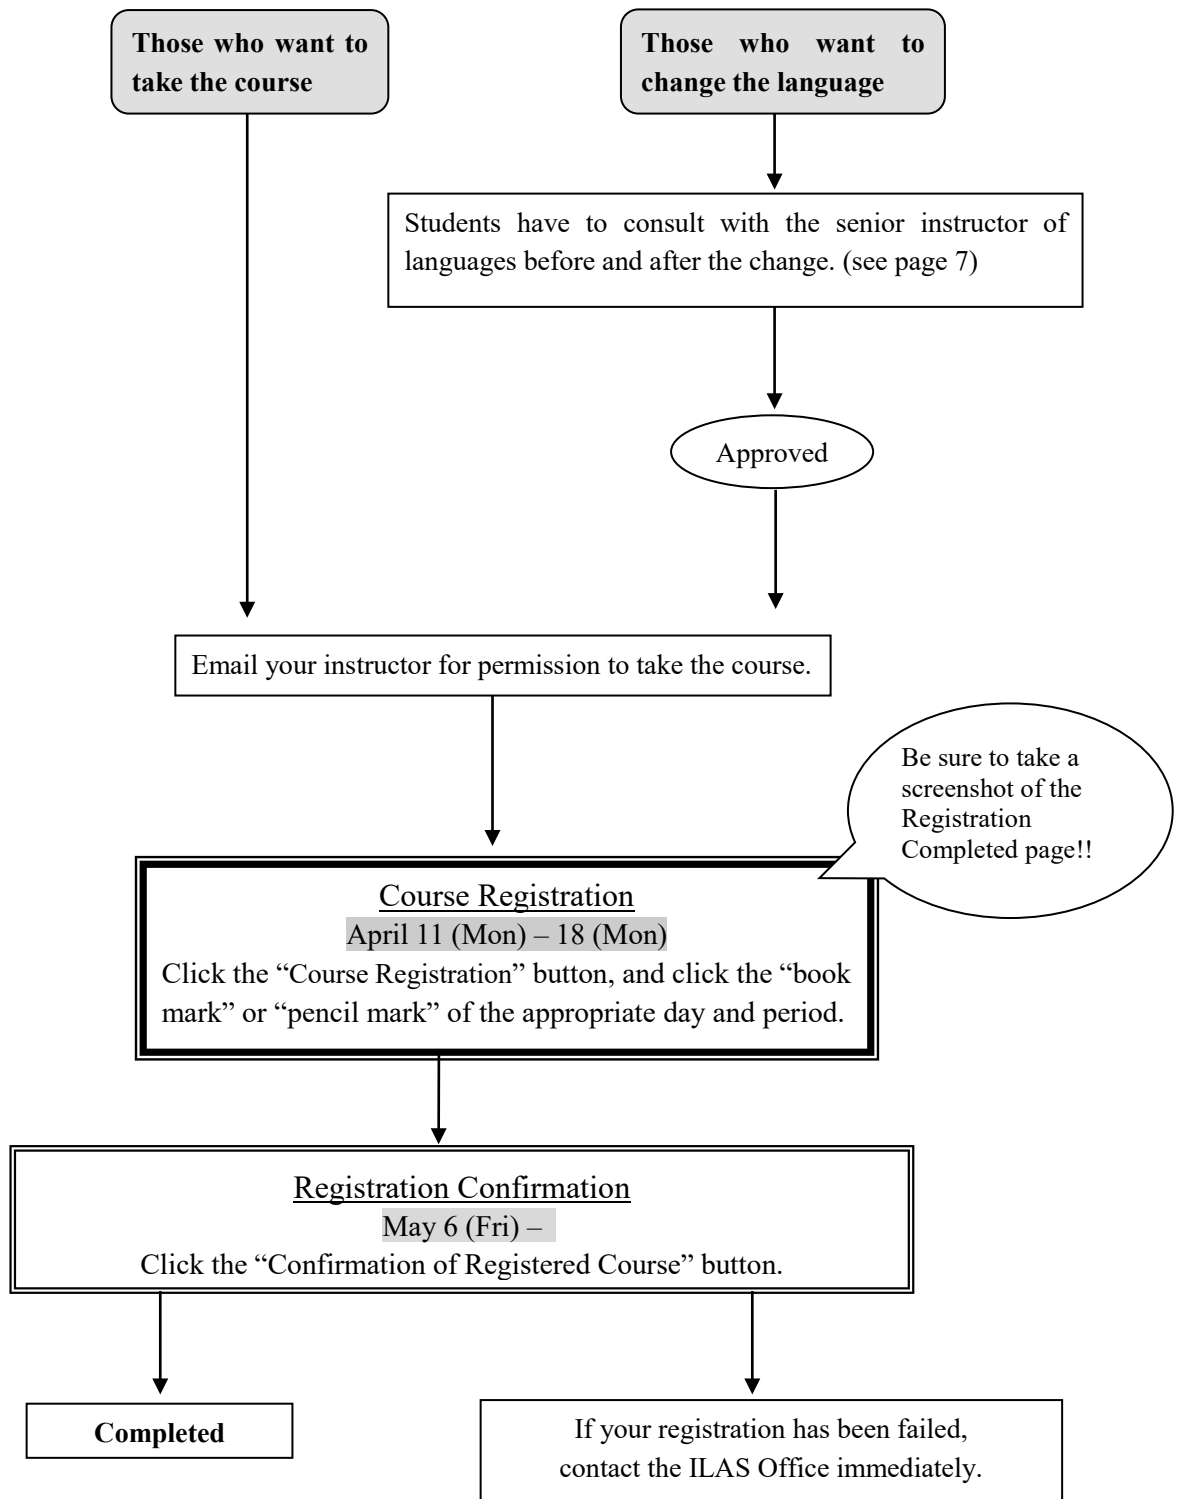 Those who want to
take the course
Those who want to
change the language
Students have to consult with the senior instructor of
languages before and after the change. (see page 7)
Approved
Email your instructor for permission to take the course.
Be sure to take a
screenshot of the
Registration
Completed page!!
Course Registration
April 11 (Mon) – 18 (Mon)
Click the “Course Registration” button, and click the “book
mark” or “pencil mark” of the appropriate day and period.
Registration Confirmation
May 6 (Fri) –
Click the “Confirmation of Registered Course” button.
Completed
If your registration has been failed,
contact the ILAS Office immediately.